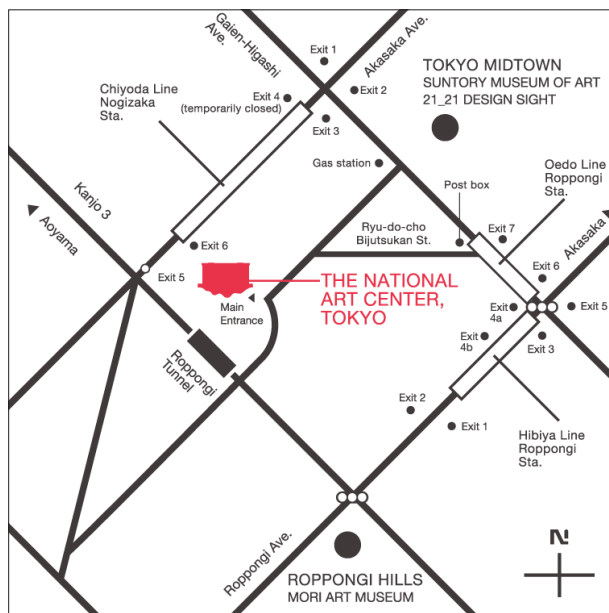 Gaien-Higashi
Ave.
Akasaka Ave.
Exit 1
Exit 2
Exit 4
(temporarily closed)
Exit 3
Chiyoda Line
Nogizaka
Sta.
TOKYO MIDTOWN
SUNTORY MUSEUM OF ART
21_21 DESIGN SIGHT
Gas station
Post box
Oedo Line
Roppongi
Sta.
Kanjo 3
Aoyama
Ryu-do-cho
Bijutsukan St.
Exit 7
Akasaka
Exit 6
Exit 5
Exit 6
THE NATIONAL
ART CENTER,
TOKYO
Main
Entrance
Exit
4a
Exit 5
Exit
4b
Exit 3
Roppongi
Tunnel
Exit 2
Exit 1
Hibiya Line
Roppongi
Sta.
Roppongi Ave.
N
ROPPONGI HILLS
MORI ART MUSEUM